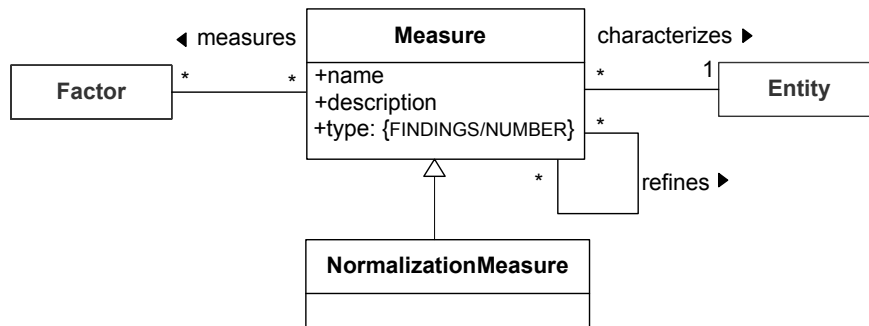 ◄ measures
Measure
characterizes ►
Factor
*
*
+name
+description
+type: {FINDINGS/NUMBER}
*
1
Entity
*
*
refines ►
NormalizationMeasure